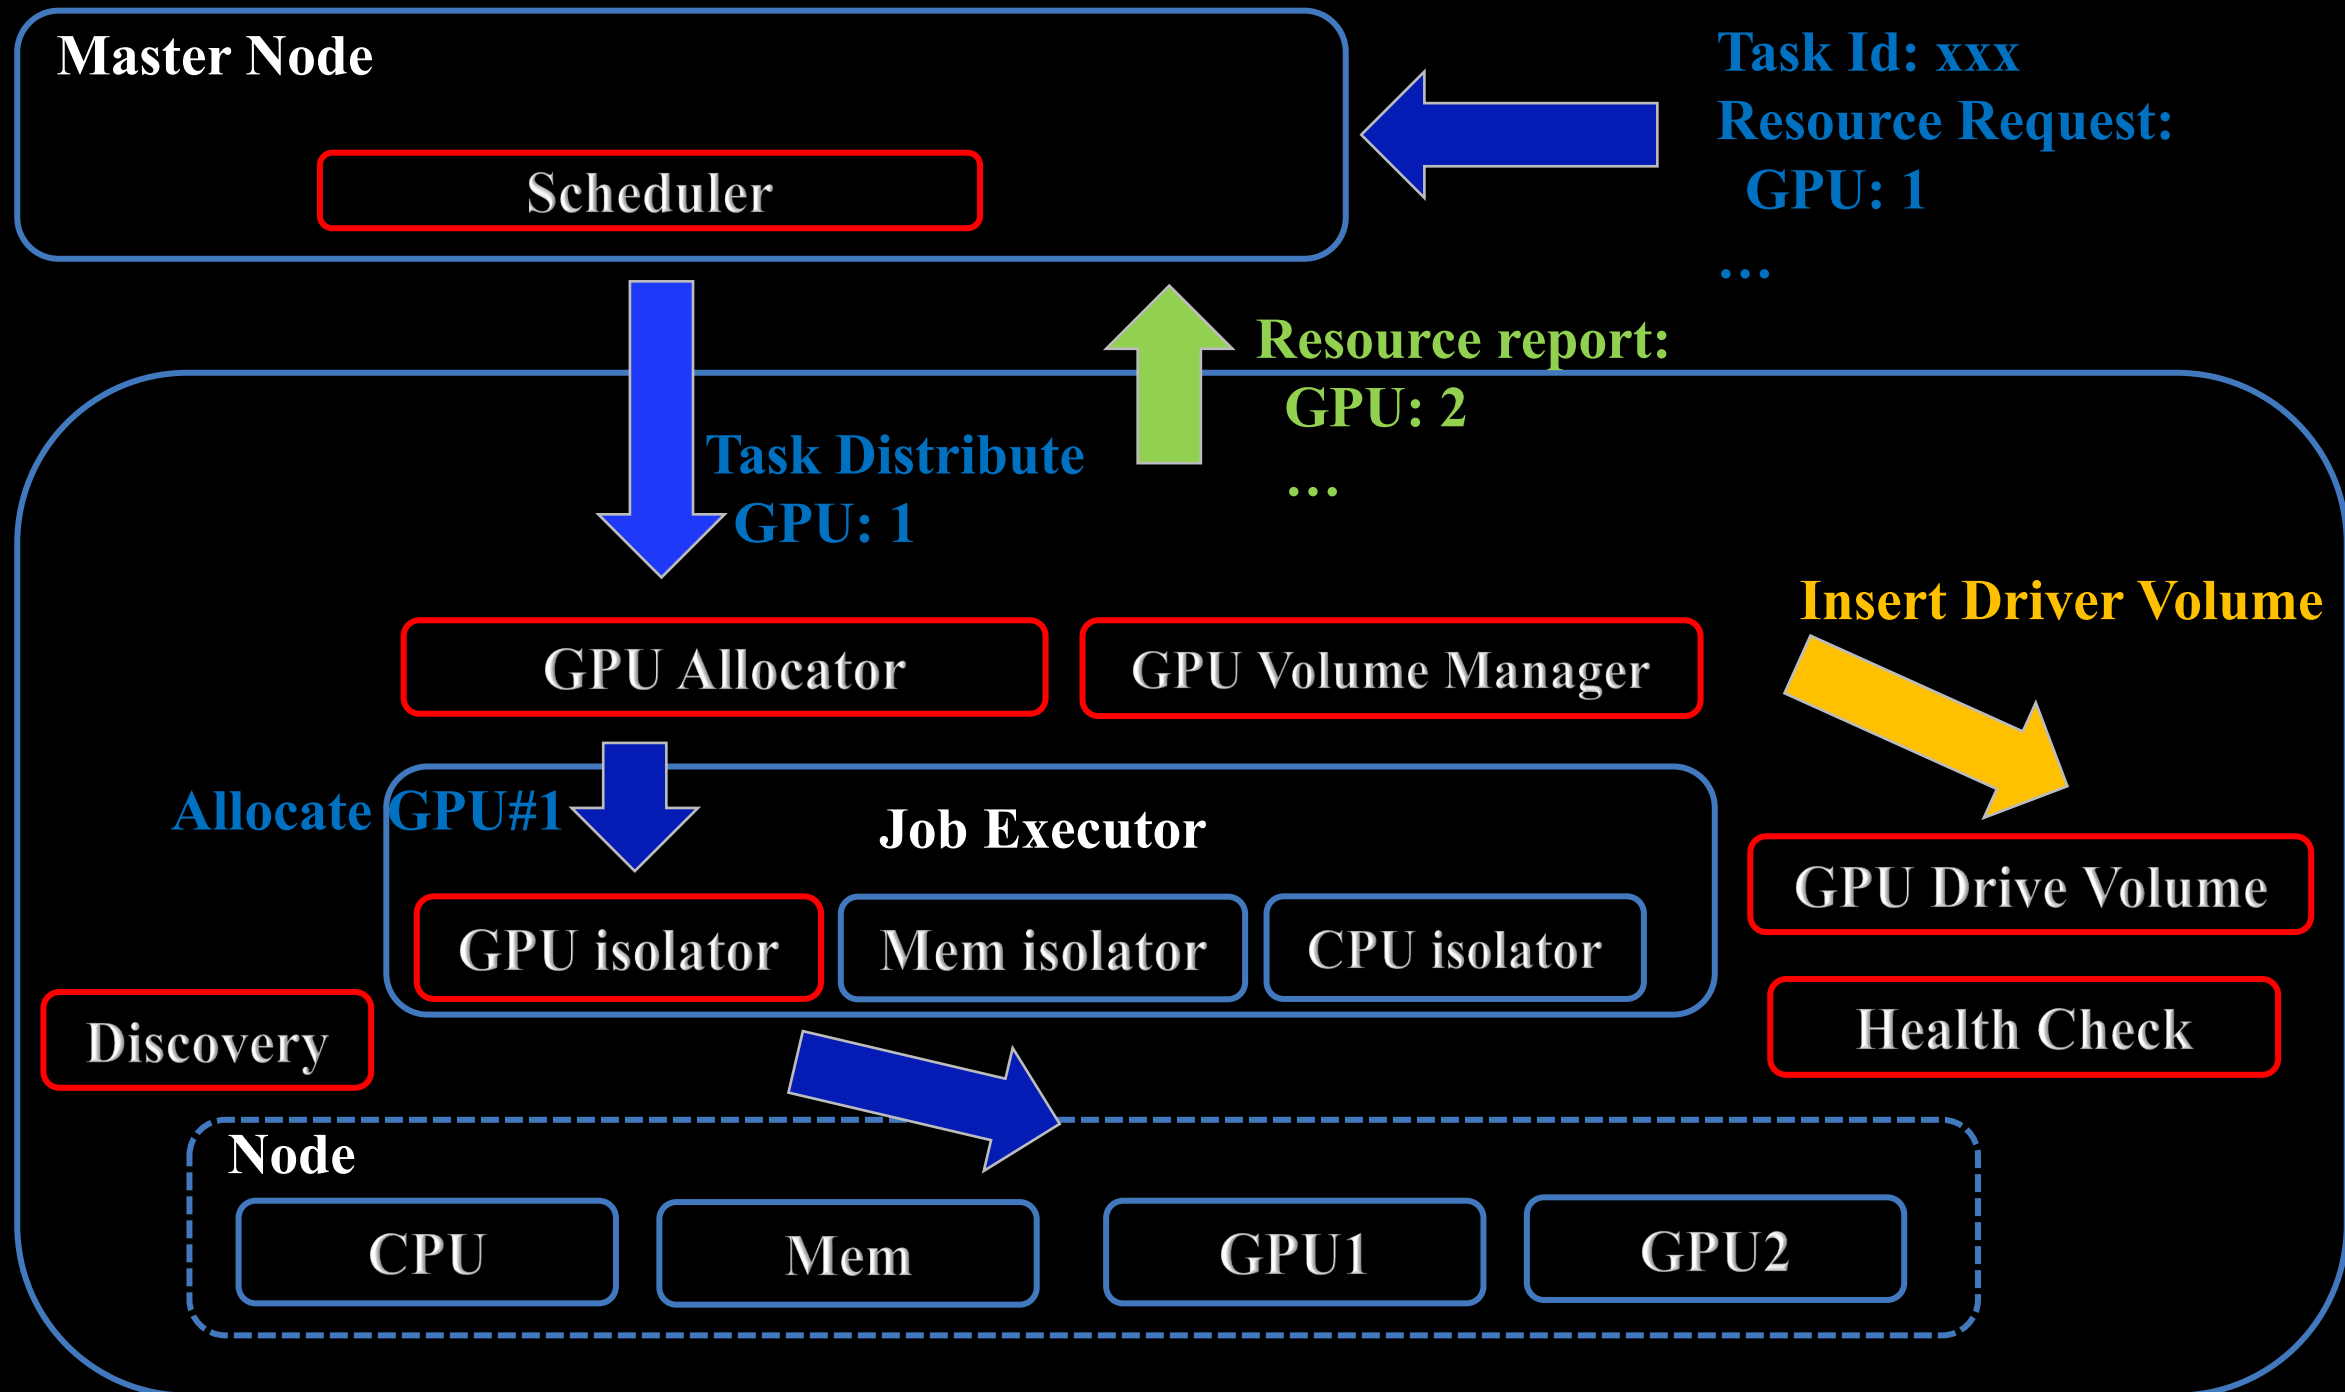 Master Node
Scheduler
Task Id: xxx
Resource Request:
GPU: 1
...
Resource report:
GPU: 2
...
Task Distribute
GPU: 1
Insert Driver Volume
GPU Allocator
GPU Volume Manager
Allocate GPU#1
Job Executor
GPU Drive Volume
GPU isolator
Mem isolator
CPU isolator
Discovery
Health Check
Node
CPU
Mem
GPU1
GPU2